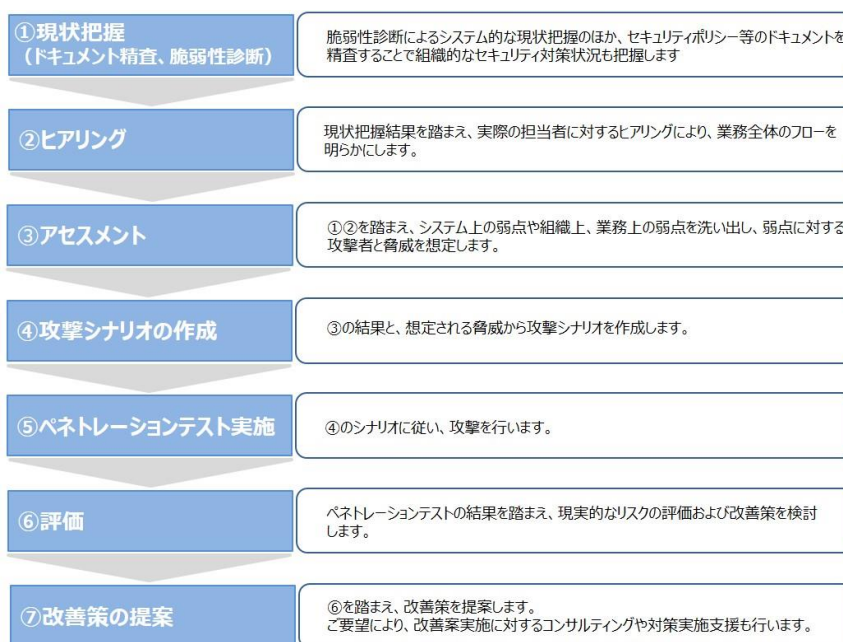 ①現状把握
（ドキュメント精査、脆弱性診断）
脆弱性診断によるシステム的な現状把握のほか、セキュリティポリシー等のドキュメントを
精査することで組織的なセキュリティ対策状況も把握します
②ヒアリング
現状把握結果を踏まえ、実際の担当者に対するヒアリングにより、業務全体のフローを
明らかにします。
③アセスメント
①②を踏まえ、システム上の弱点や組織上、業務上の弱点を洗い出し、弱点に対する
攻撃者と脅威を想定します。
④攻撃シナリオの作成
③の結果と、想定される脅威から攻撃シナリオを作成します。
⑤ペネトレーションテスト実施
④のシナリオに従い、攻撃を行います。
⑥評価
ペネトレーションテストの結果を踏まえ、現実的なリスクの評価および改善策を検討
します。
⑦改善策の提案
⑥を踏まえ、改善策を提案します。
ご要望により、改善案実施に対するコンサルティングや対策実施支援も行います。